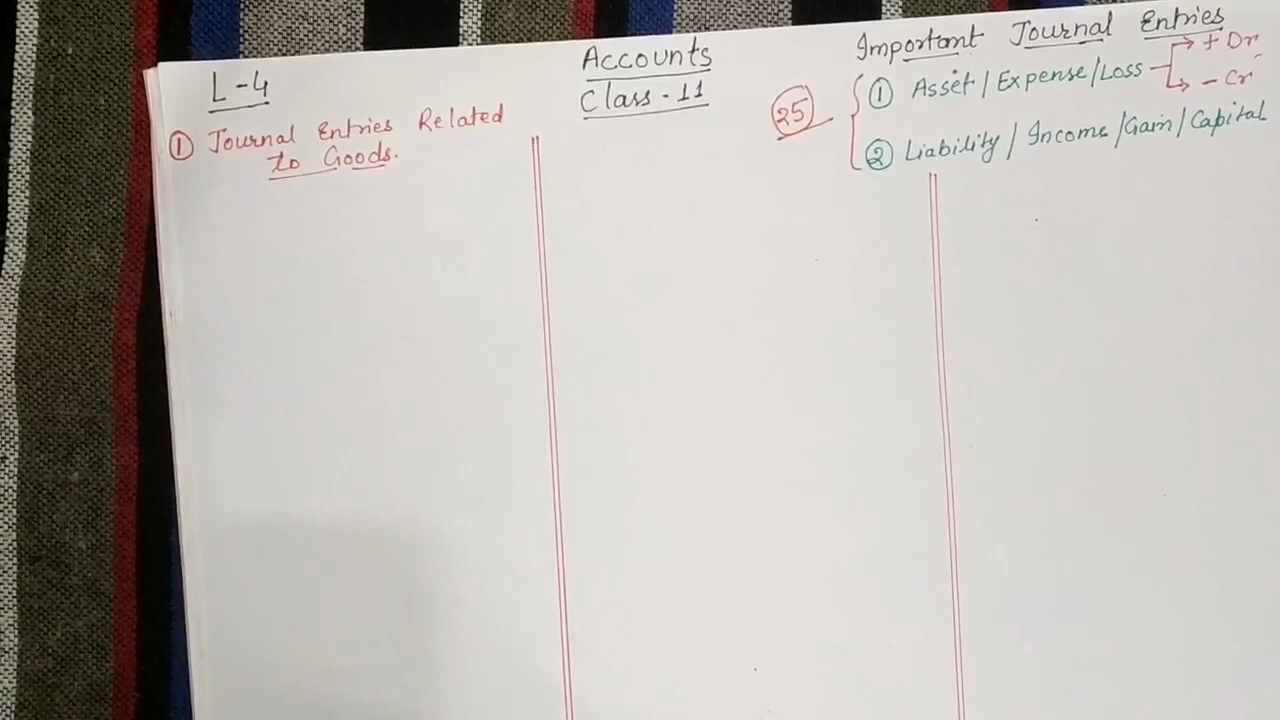 L-4
Accounts
Class-11
Important Journal Entries
① Journal Entries Related
to Goods.
25
① Asset/Expense/Loss → + Dr
→ - Cr
② Liability/Income/Gain/Capital